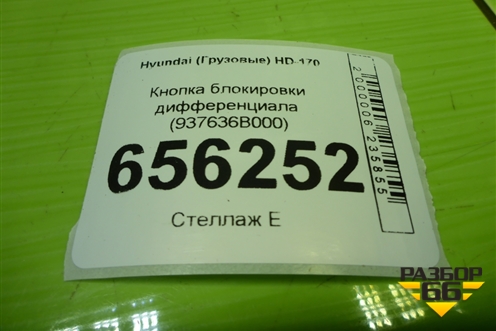 Hyundai (Грузовые) HD-170
Кнопка блокировки
дифференциала
(937636B000)
656252
Стеллаж Е
2000006235855
РАЗБОР
66